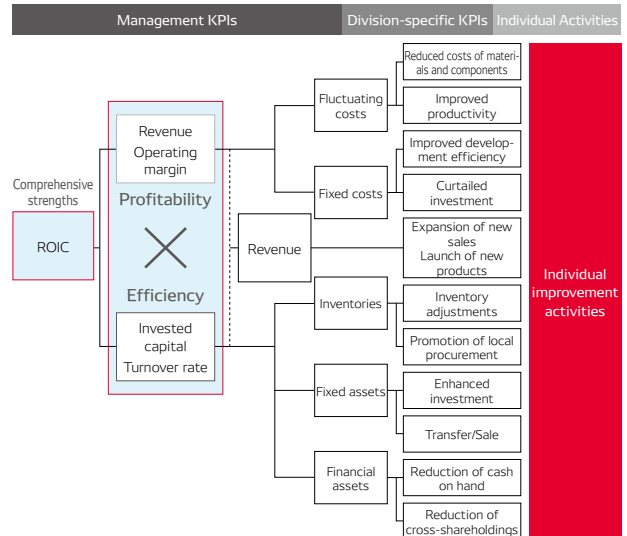 Management KPIs
Division-specific KPIs
Individual Activities
Comprehensive
strengths
ROIC
Revenue
Operating
margin
Profitability
Efficiency
Invested
capital
Turnover rate
Revenue
Fluctuating
costs
Fixed costs
Inventories
Fixed assets
Financial
assets
Reduced costs of materi-
als and components
Improved
productivity
Improved develop-
ment efficiency
Curtailed
investment
Expansion of new
sales
Launch of new
products
Inventory
adjustments
Promotion of local
procurement
Enhanced
investment
Transfer/Sale
Reduction of cash
on hand
Reduction of
cross-shareholdings
Individual
improvement
activities